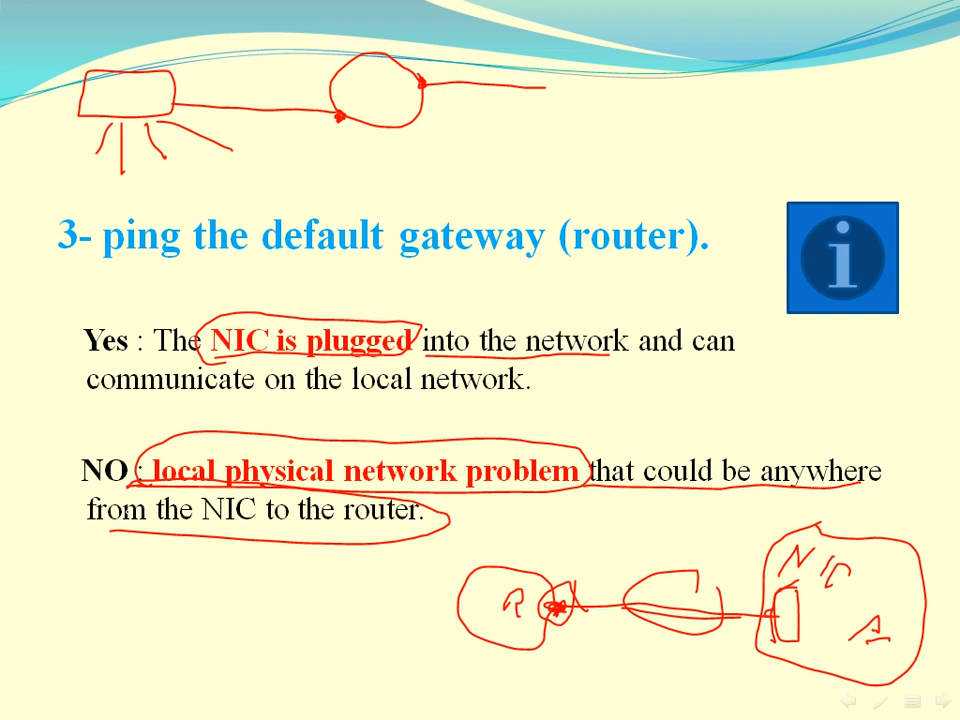 3- ping the default gateway (router).
i
Yes : The NIC is plugged into the network and can
communicate on the local network.
NO : local physical network problem that could be anywhere
from the NIC to the router.
NIC
R